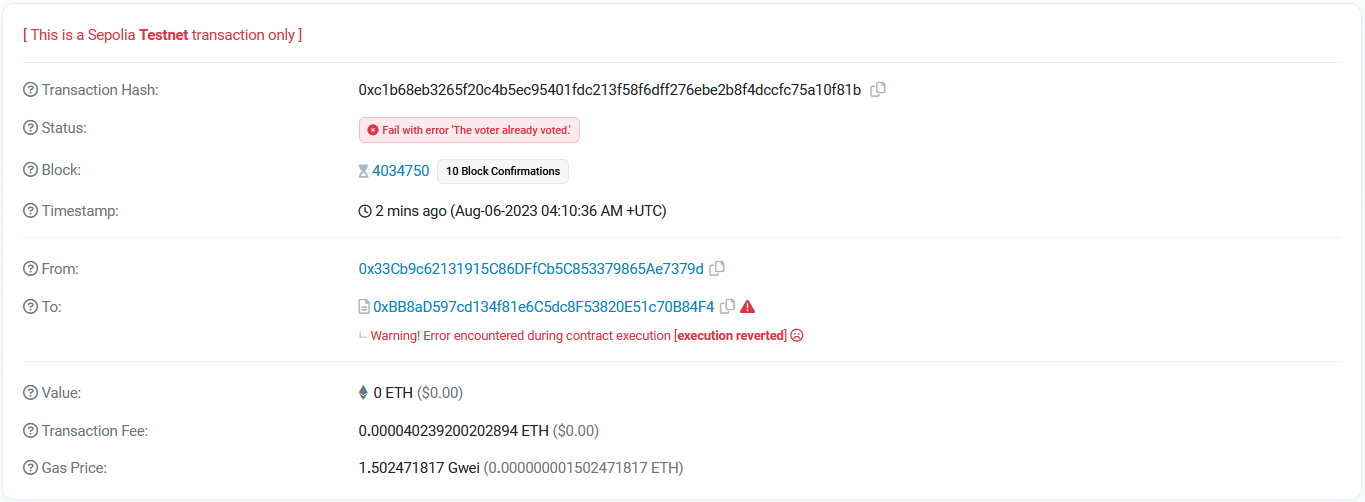 [ This is a Sepolia Testnet transaction only ]
Transaction Hash: 0xc1b68eb3265f20c4b5ec95401fdc213f58f6dff276ebe2b8f4dccfc75a10f81b
Status: Fail with error 'The voter already voted.'
Block: 4034750 10 Block Confirmations
Timestamp: 2 mins ago (Aug-06-2023 04:10:36 AM +UTC)
From: 0x33Cb9c62131915C86DFfCb5C853379865Ae7379d
To: 0xBB8aD597cd134f81e6C5dc8F53820E51c70B84F4
Warning! Error encountered during contract execution [execution reverted]
Value: 0 ETH ($0.00)
Transaction Fee: 0.000040239200202894 ETH ($0.00)
Gas Price: 1.502471817 Gwei (0.000000001502471817 ETH)